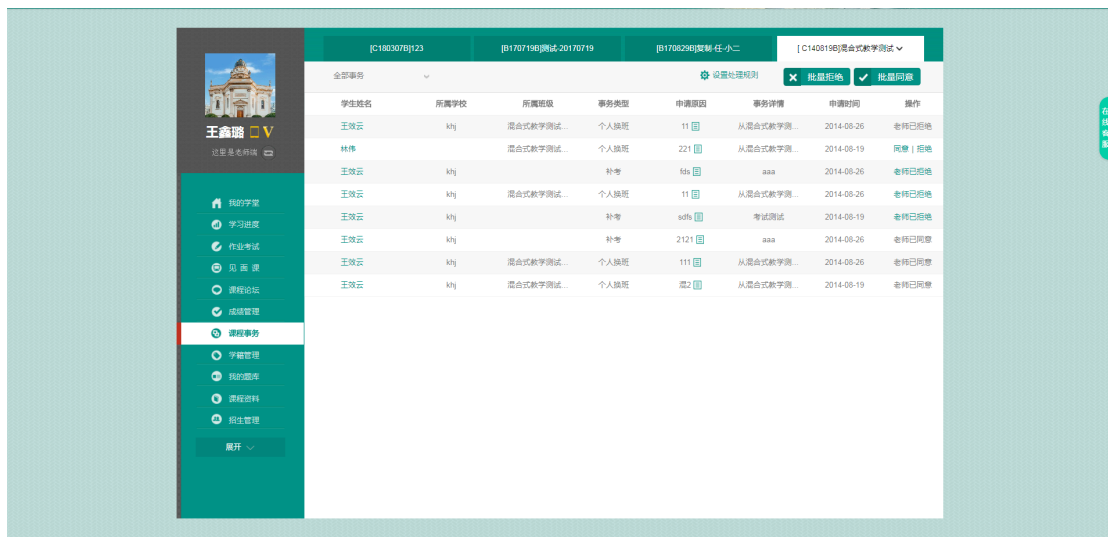 [C180307B]123 [B170719B]测试-20170719 [B170829B]复制-任-小二 [ C140819B]混合式教学测试
全部事务 设置处理规则 批量拒绝 批量同意
学生姓名 所属学校 所属班级 事务类型 申请原因 事务详情 申请时间 操作
王效云 khj 混合式教学测试... 个人换班 11 从混合式教学测... 2014-08-26 老师已拒绝
林伟 混合式教学测试... 个人换班 221 从混合式教学测... 2014-08-19 同意 | 拒绝
王效云 khj 补考 fds aaa 2014-08-26 老师已拒绝
王效云 khj 混合式教学测试... 个人换班 11 从混合式教学测... 2014-08-26 老师已拒绝
王效云 khj 补考 sdfs 考试测试 2014-08-19 老师已拒绝
王效云 khj 补考 2121 aaa 2014-08-26 老师已同意
王效云 khj 混合式教学测试... 个人换班 111 从混合式教学测... 2014-08-26 老师已同意
王效云 khj 混合式教学测试... 个人换班 混2 从混合式教学测... 2014-08-19 老师已同意
王鑫璐 V
这里是老师端
我的学堂
学习进度
作业考试
见面课
课程论坛
成绩管理
课程事务
学籍管理
我的题库
课程资料
招生管理
展开
在线客服